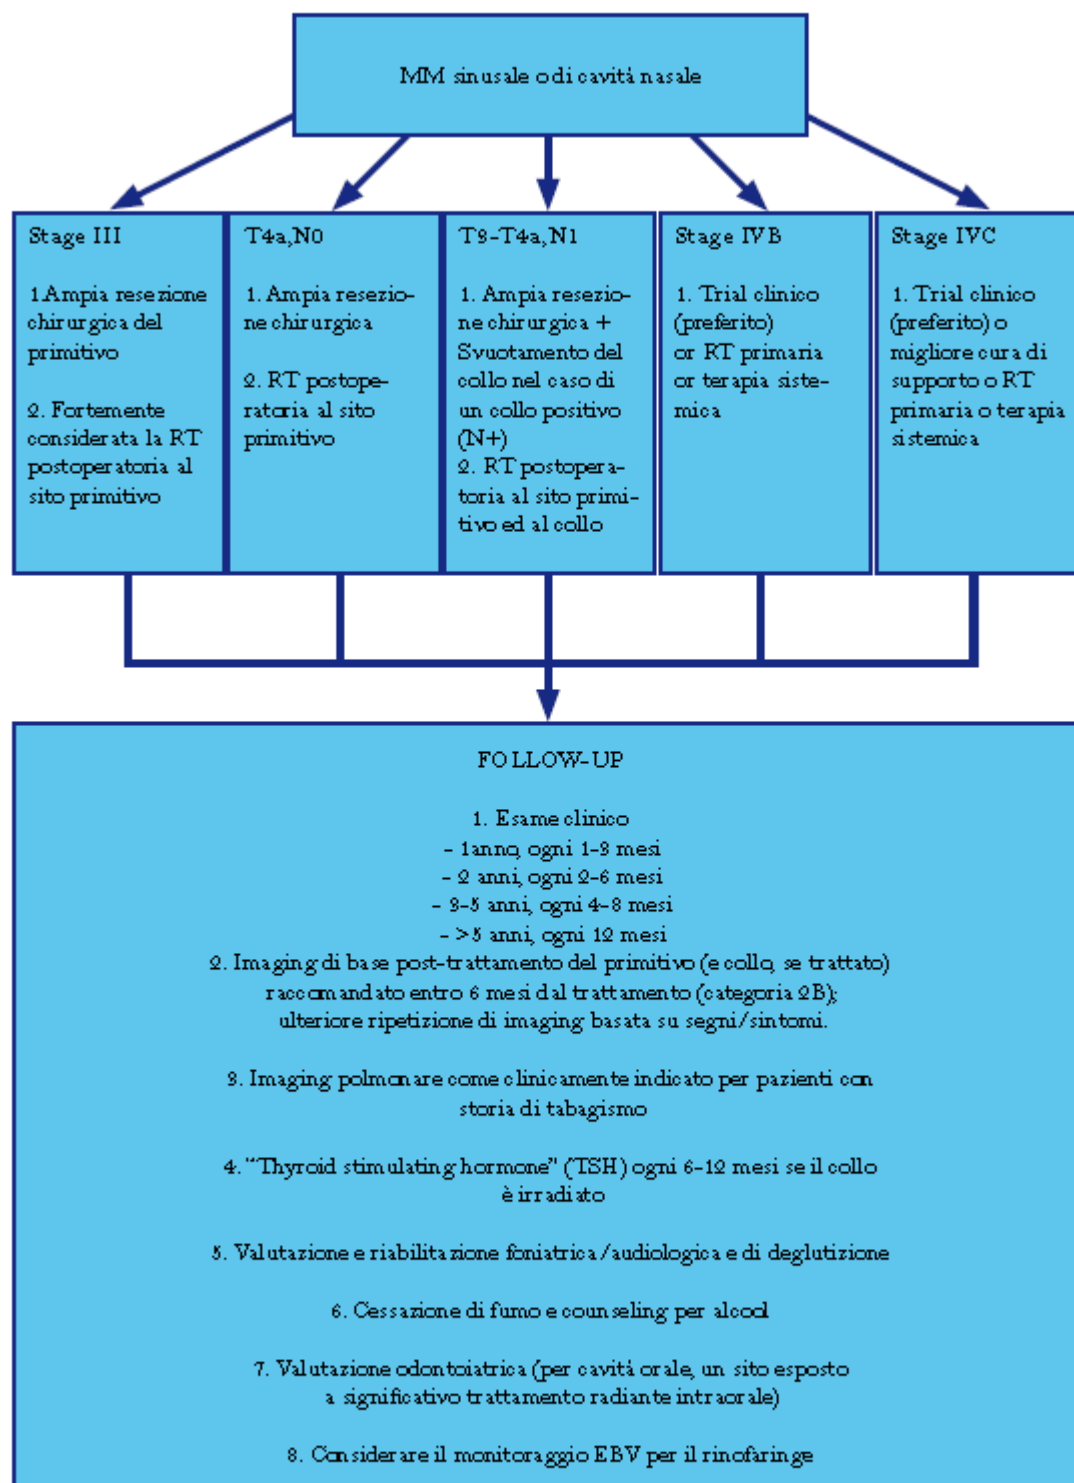 MM sinusale o di cavità nasale
Stage III
1.Ampia resezione
chirurgica del
primitivo
2. Fortemente
considerata la RT
postoperatoria al
sito primitivo
T4a,N0
1. Ampia resezio-
ne chirurgica
2. RT postope-
ratoria al sito
primitivo
T3-T4a,N1
1. Ampia resezio-
ne chirurgica +
Svuotamento del
collo nel caso di
un collo positivo
(N+)
2. RT postopera-
toria al sito primi-
tivo ed al collo
Stage IVB
1. Trial clinico
(preferito)
or RT primaria
or terapia siste-
mica
Stage IVC
1. Trial clinico
(preferito) o
migliore cura di
supporto o RT
primaria o terapia
sistemica
FOLLOW-UP
1. Esame clinico
- 1anno, ogni 1-3 mesi
- 2 anni, ogni 2-6 mesi
- 3-5 anni, ogni 4-8 mesi
- >5 anni, ogni 12 mesi
2. Imaging di base post-trattamento del primitivo (e collo, se trattato)
raccomandato entro 6 mesi dal trattamento (categoria 2B);
ulteriore ripetizione di imaging basata su segni/sintomi.
3. Imaging polmonare come clinicamente indicato per pazienti con
storia di tabagismo
4. "Thyroid stimulating hormone" (TSH) ogni 6-12 mesi se il collo
è irradiato
5. Valutazione e riabilitazione foniatrica/audiologica e di deglutizione
6. Cessazione di fumo e counseling per alcool
7. Valutazione odontoiatrica (per cavità orale, un sito esposto
a significativo trattamento radiante intraorale)
8. Considerare il monitoraggio EBV per il rinofaringe